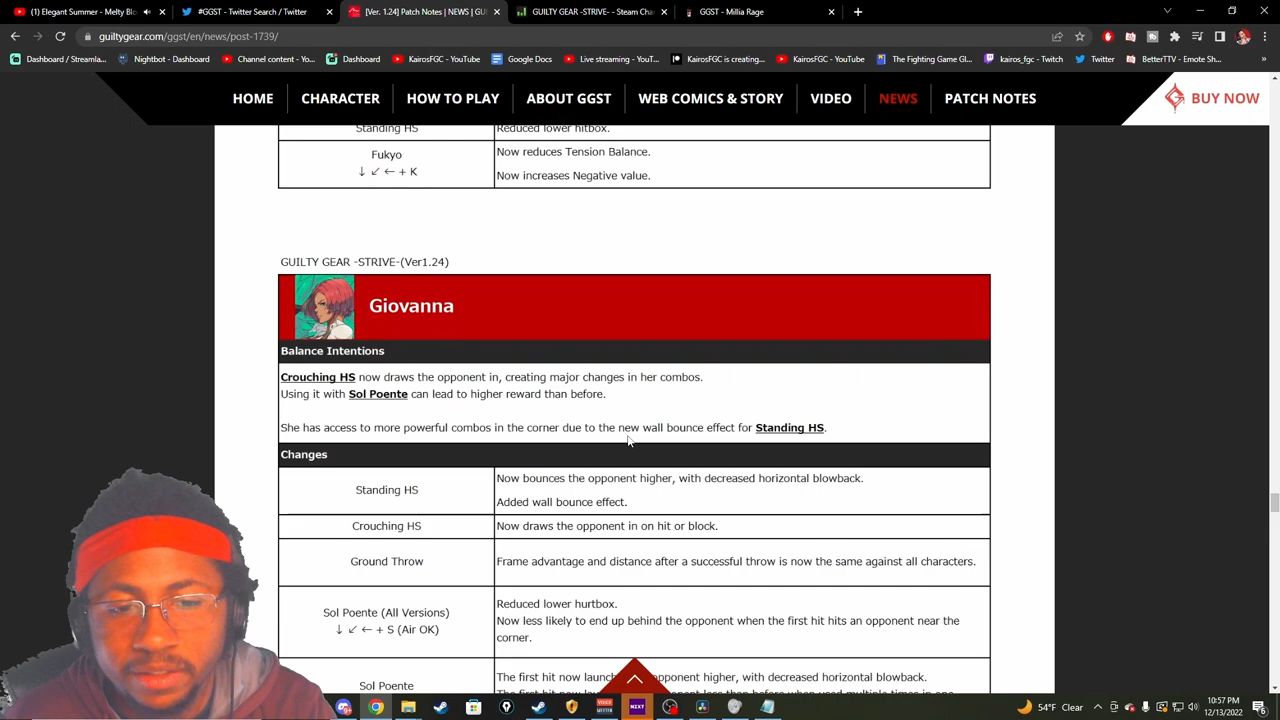 (1) Elegant but Violent - Melty Blo
#GGST - Twitter Search / Twitter
[Ver. 1.24] Patch Notes | NEWS | GUI
GUILTY GEAR -STRIVE- - Steam Cha
GGST - Millia Rage
guiltygear.com/ggst/en/news/post-1739/
Dashboard / Streamla...
Nightbot - Dashboard
Channel content - Yo...
Dashboard
KairosFGC - YouTube
Google Docs
Live streaming - YouT...
KairosFGC is creating...
KairosFGC - YouTube
The Fighting Game Gl...
kairos_fgc - Twitch
Twitter
BetterTTV - Emote Sh...
HOME
CHARACTER
HOW TO PLAY
ABOUT GGST
WEB COMICS & STORY
VIDEO
NEWS
PATCH NOTES
BUY NOW
Standing HS
Reduced lower hitbox.
Fukyo
↓ ↙ ← + K
Now reduces Tension Balance.
Now increases Negative value.
GUILTY GEAR -STRIVE-(Ver1.24)
Giovanna
Balance Intentions
Crouching HS now draws the opponent in, creating major changes in her combos.
Using it with Sol Poente can lead to higher reward than before.
She has access to more powerful combos in the corner due to the new wall bounce effect for Standing HS.
Changes
Standing HS
Now bounces the opponent higher, with decreased horizontal blowback.
Added wall bounce effect.
Crouching HS
Now draws the opponent in on hit or block.
Ground Throw
Frame advantage and distance after a successful throw is now the same against all characters.
Sol Poente (All Versions)
↓ ↙ ← + S (Air OK)
Reduced lower hurtbox.
Now less likely to end up behind the opponent when the first hit hits an opponent near the
corner.
Sol Poente
The first hit now launch opponent higher, with decreased horizontal blowback.
54°F Clear
10:57 PM
12/13/2022